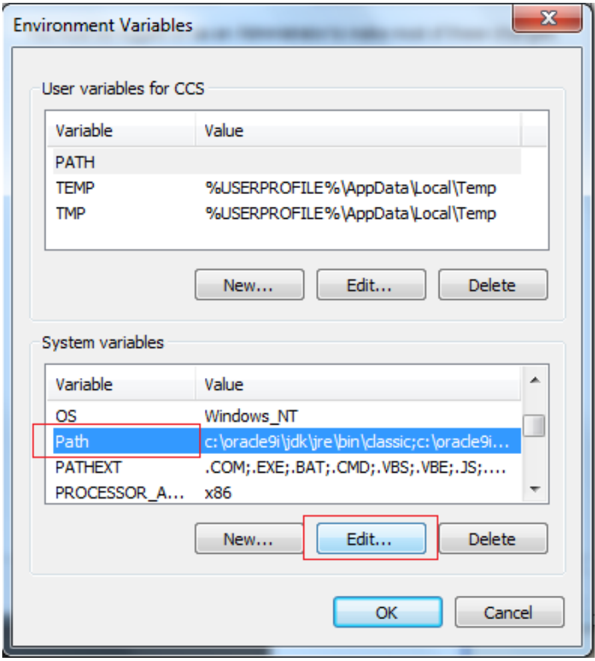 Environment Variables
User variables for CCS
Variable Value
PATH
TEMP %USERPROFILE%\AppData\Local\Temp
TMP %USERPROFILE%\AppData\Local\Temp
New... Edit... Delete
System variables
Variable Value
OS Windows_NT
Path c:\oracle9i\jdk\jre\bin\classic;c:\oracle9i...
PATHEXT .COM;.EXE;.BAT;.CMD;.VBS;.VBE;.JS;....
PROCESSOR_A... x86
New... Edit... Delete
OK Cancel